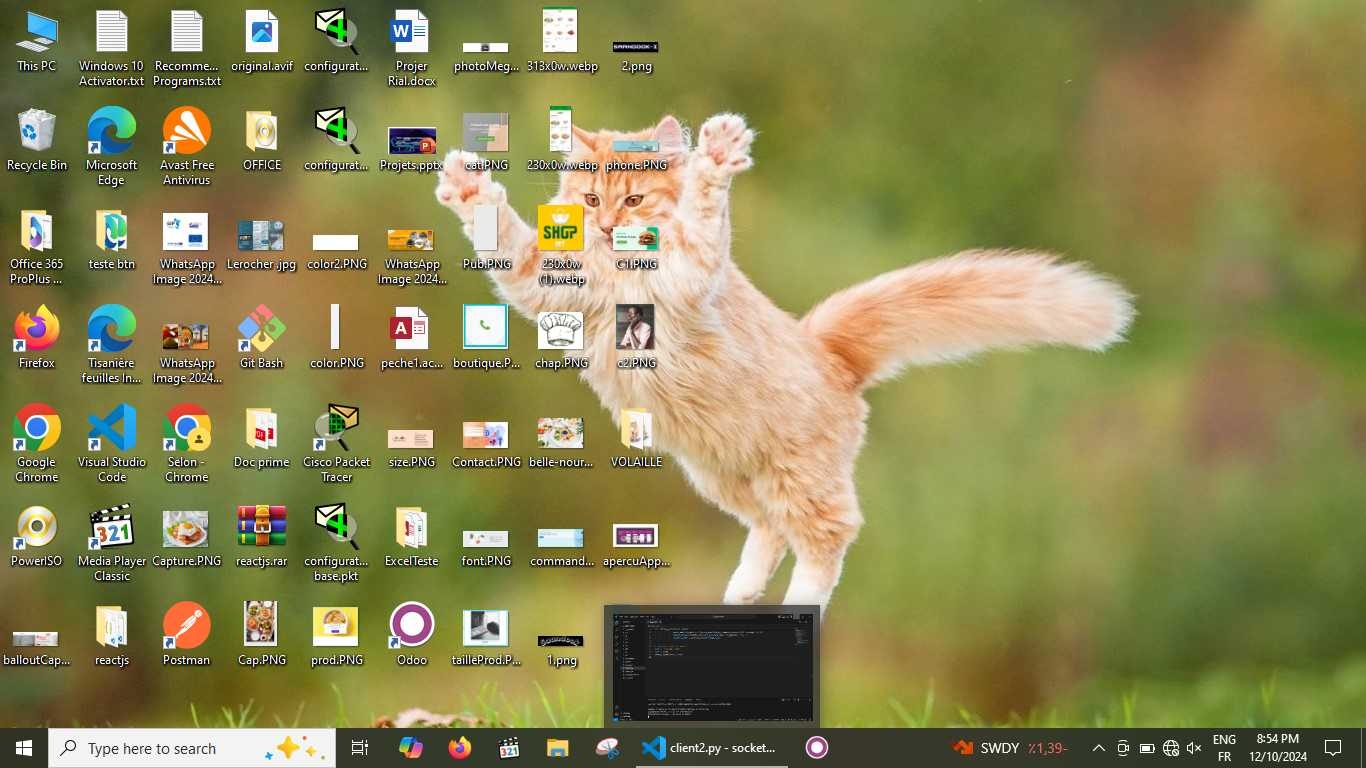 This PC
Windows 10
Activator.txt
Recomme...
Programs.txt
original.avif
configurat...
Projer
Rial.docx
photoMeg...
313x0w.webp
2.png
Recycle Bin
Microsoft
Edge
Avast Free
Antivirus
OFFICE
configurat...
Projets.pptx
cat.PNG
230x0w.webp
phone.PNG
Office 365
ProPlus ...
teste btn
WhatsApp
Image 2024...
Lerocher .jpg
color2.PNG
WhatsApp
Image 2024...
Pub.PNG
230x0w
(1).webp
C1.PNG
Firefox
Tisanière
feuilles In...
WhatsApp
Image 2024...
Git Bash
color.PNG
peche1.ac...
boutique.P...
chap.PNG
c2.PNG
Google
Chrome
Visual Studio
Code
Selon -
Chrome
Doc prime
Cisco Packet
Tracer
size.PNG
Contact.PNG
belle-nour...
VOLAILLE
PowerISO
Media Player
Classic
Capture.PNG
reactjs.rar
configurat...
base.pkt
ExcelTeste
font.PNG
command...
apercuApp...
balloutCap...
reactjs
Postman
Cap.PNG
prod.PNG
Odoo
tailléProd.P...
1.png
Type here to search
client2.py - socket...
SWDY
٪1,39-
ENG
FR
8:54 PM
12/10/2024